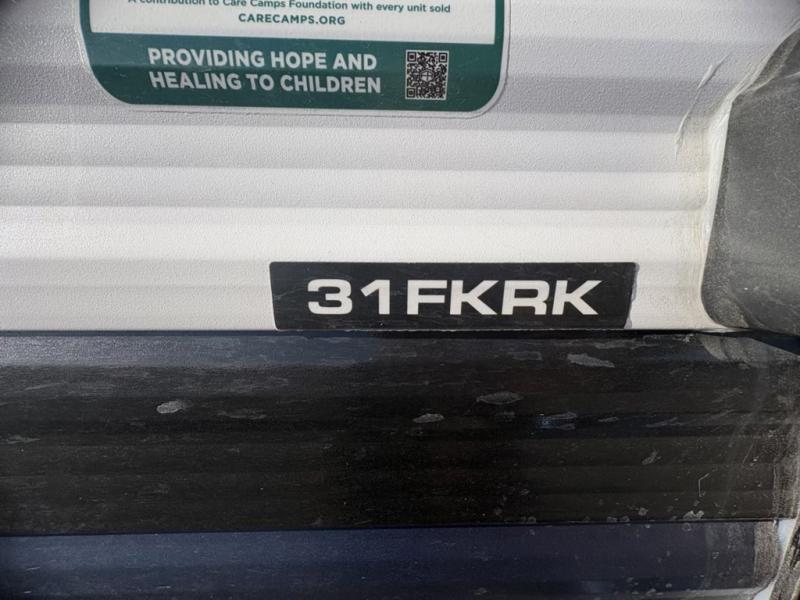 A contribution to Care Camps Foundation with every unit sold
CARECAMPS.ORG
PROVIDING HOPE AND
HEALING TO CHILDREN
31FKRK